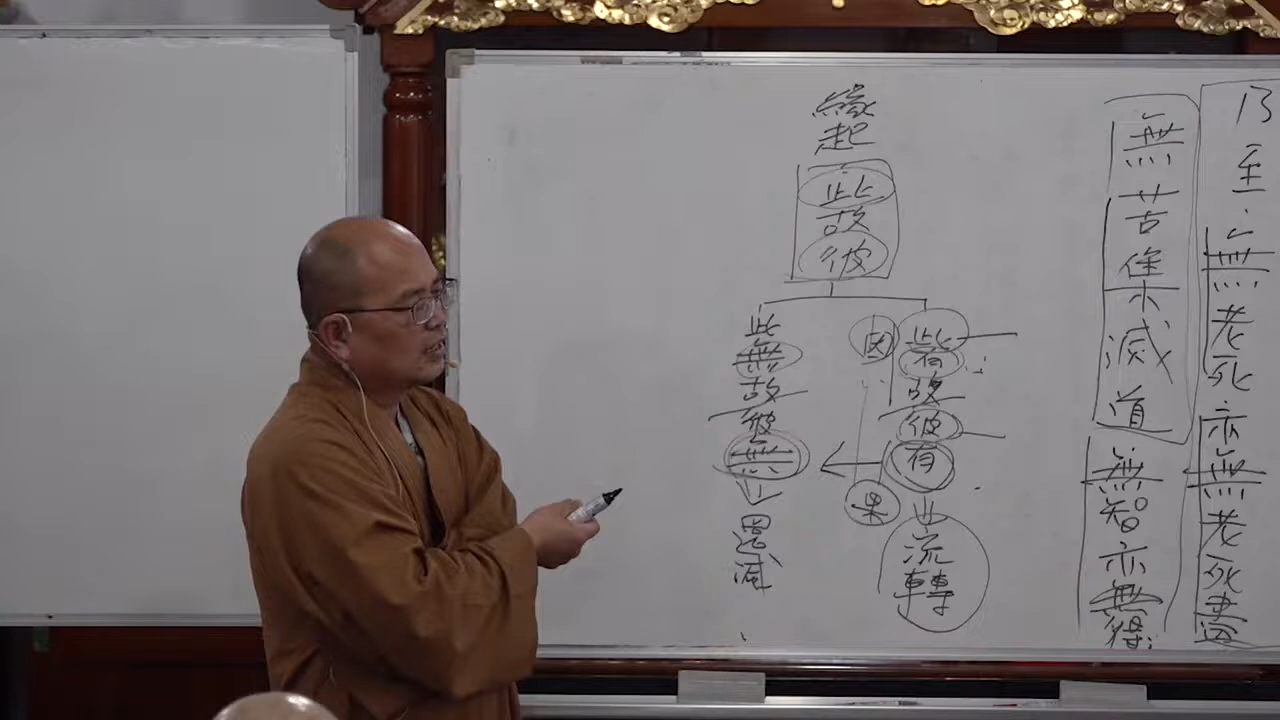 乃至無老死亦無老死盡
無苦集滅道
無智亦無得
緣起
此故彼
此有故彼有
流轉
因
果
此無故彼無
還滅